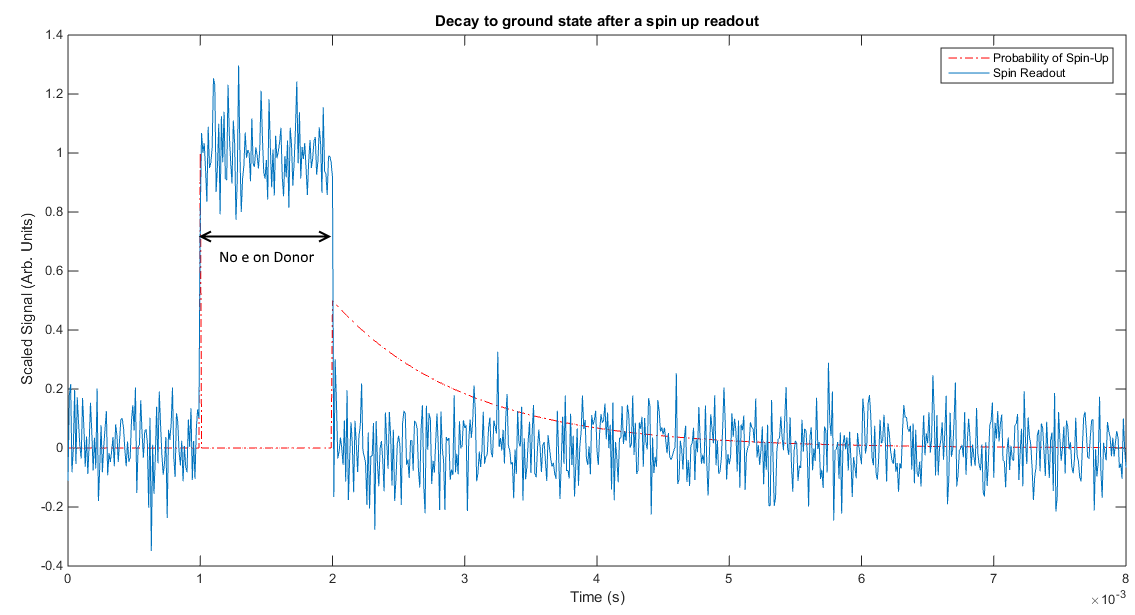 Decay to ground state after a spin up readout
Probability of Spin-Up
Spin Readout
1.4
1.2
1
0.8
0.6
0.4
0.2
0
-0.2
-0.4
Scaled Signal (Arb. Units)
No e on Donor
0 1 2 3 4 5 6 7 8
Time (s)
×10⁻³